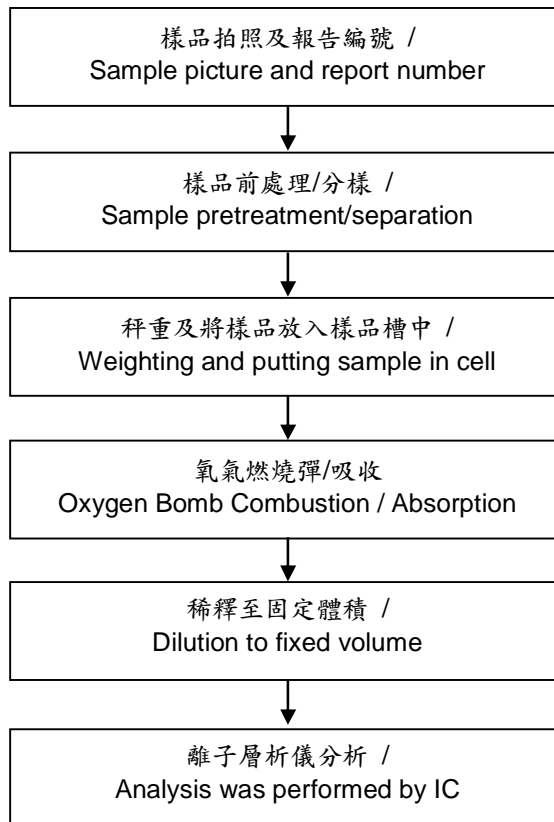 樣品拍照及報告編號 /
Sample picture and report number
樣品前處理/分樣 /
Sample pretreatment/separation
秤重及將樣品放入樣品槽中 /
Weighting and putting sample in cell
氧氣燃燒彈/吸收
Oxygen Bomb Combustion / Absorption
稀釋至固定體積 /
Dilution to fixed volume
離子層析儀分析 /
Analysis was performed by IC